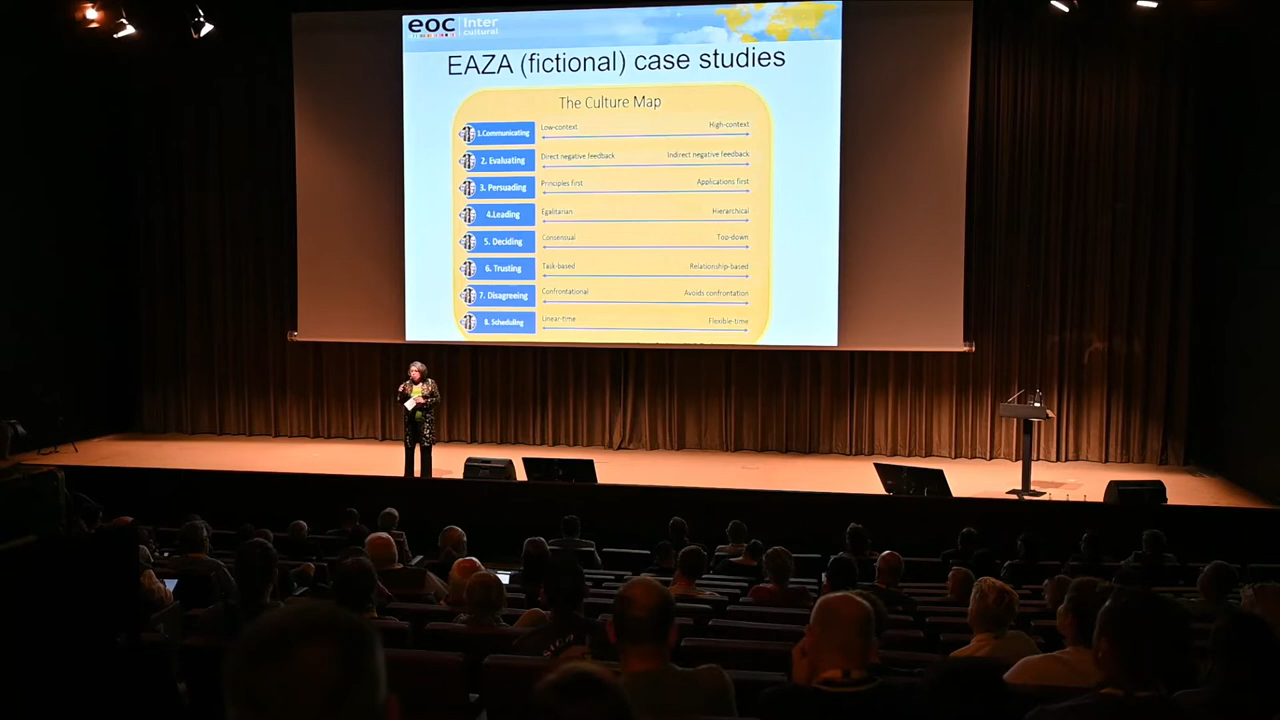 eoc Inter
cultural
EAZA (fictional) case studies
The Culture Map
1.Communicating Low-context High-context
2. Evaluating Direct negative feedback Indirect negative feedback
3. Persuading Principles first Applications first
4.Leading Egalitarian Hierarchical
5. Deciding Consensual Top-down
6. Trusting Task-based Relationship-based
7. Disagreeing Confrontational Avoids confrontation
8. Scheduling Linear-time Flexible-time